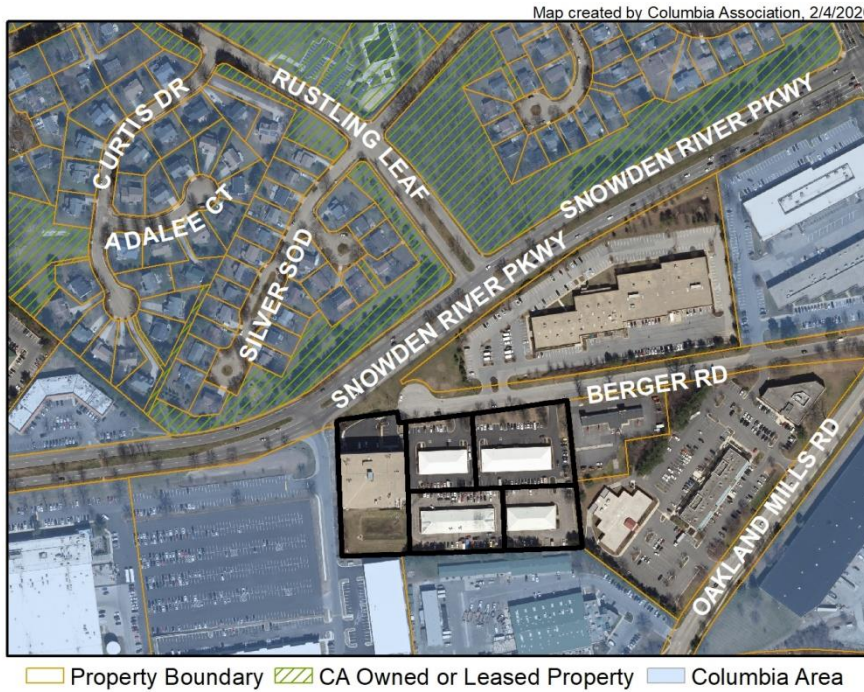 Map created by Columbia Association, 2/4/2020
RUSTLING LEAF
CURTIS DR
SNOWDEN RIVER PKWY
ADALEE CT
SILVER SOD
SNOWDEN RIVER PKWY
BERGER RD
OAKLAND MILLS RD
Property Boundary CA Owned or Leased Property Columbia Area